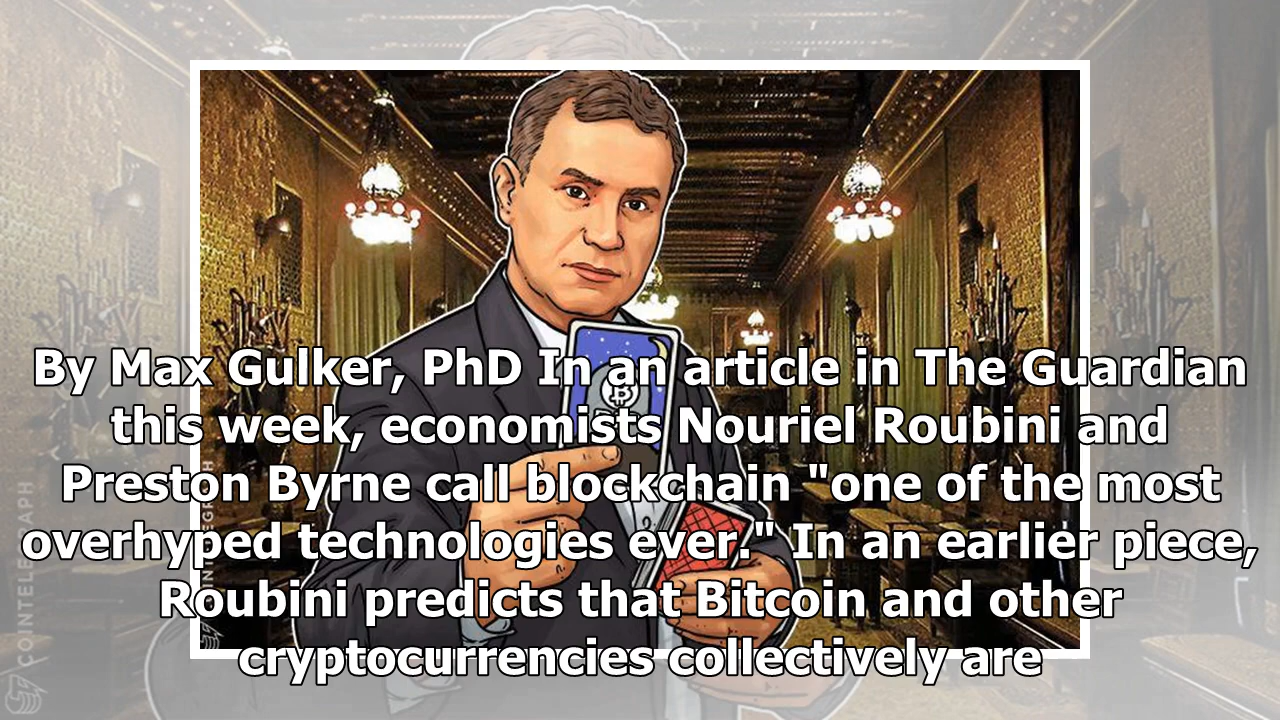 By Max Gulker, PhD In an article in The Guardian
this week, economists Nouriel Roubini and
Preston Byrne call blockchain "one of the most
overhyped technologies ever." In an earlier piece,
Roubini predicts that Bitcoin and other
cryptocurrencies collectively are
COINTELEGRAPH